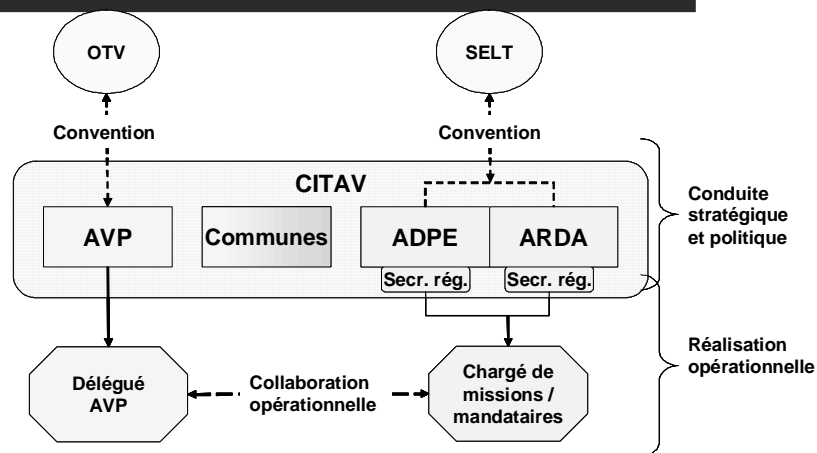 OTV
SELT
Convention
Convention
CITAV
AVP
Communes
ADPE
ARDA
Secr. rég.
Secr. rég.
Conduite
stratégique
et politique
Délégué
AVP
Collaboration
opérationnelle
Chargé de
missions /
mandataires
Réalisation
opérationnelle